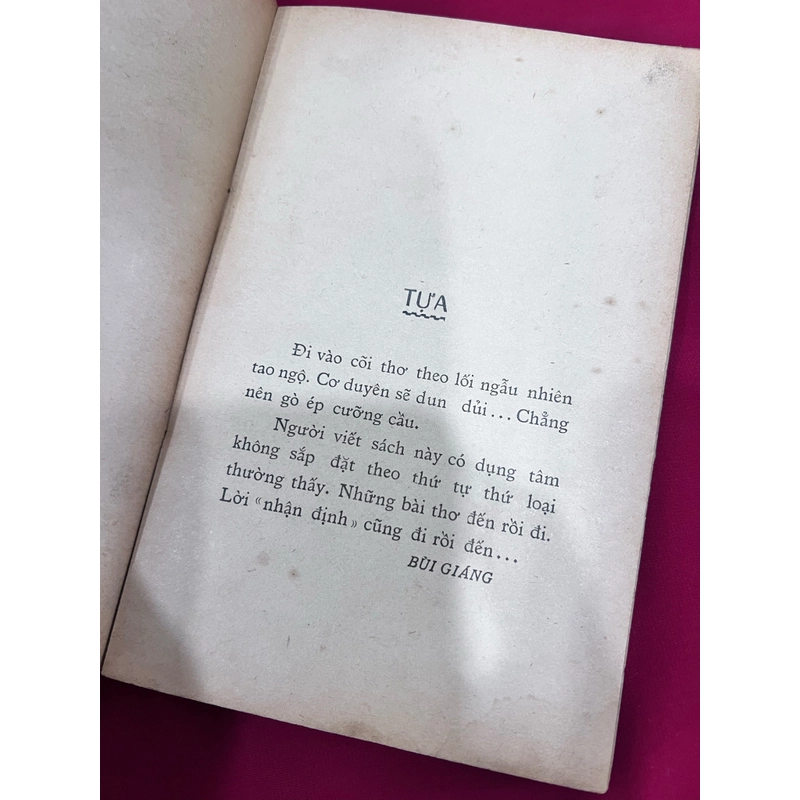 TỰA
Đi vào cõi thơ theo lối ngẫu nhiên
tao ngộ. Cơ duyên sẽ dun dủi... Chẳng
nên gò ép cưỡng cầu.
Người viết sách này có dụng tâm
không sắp đặt theo thứ tự thứ loại
thường thấy. Những bài thơ đến rồi đi.
Lời «nhận định» cũng đi rồi đến...
BÙI GIÁNG